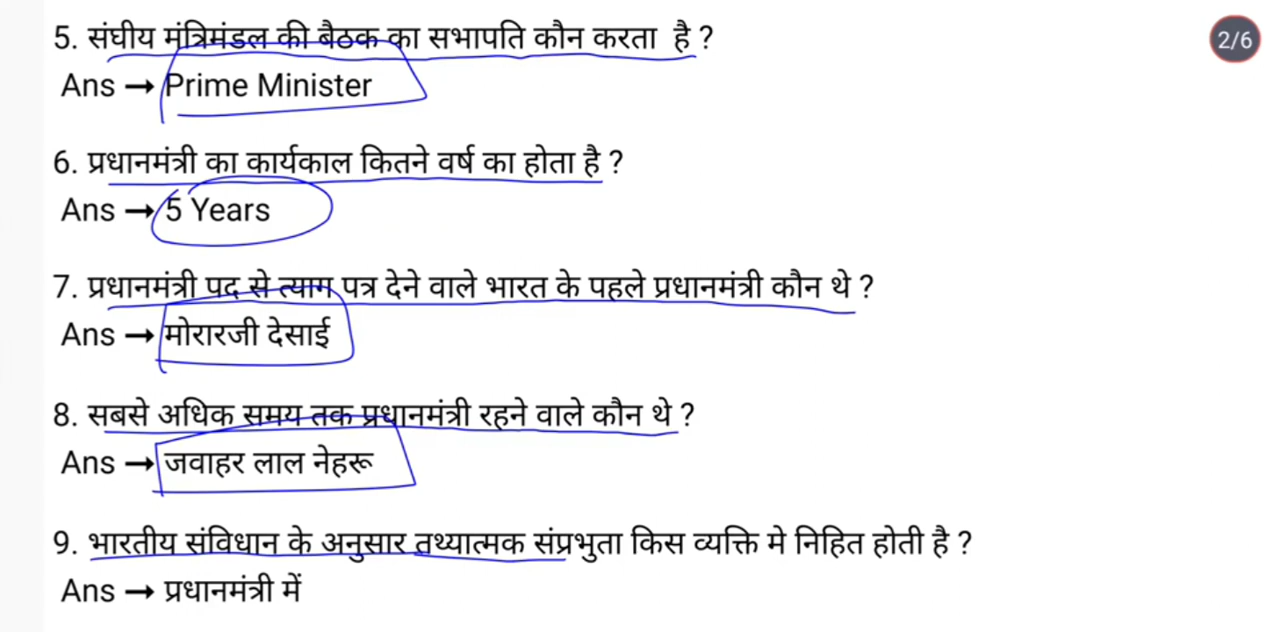 5. संघीय मंत्रिमंडल की बैठक का सभापति कौन करता है ?
2/6
Ans → Prime Minister
6. प्रधानमंत्री का कार्यकाल कितने वर्ष का होता है ?
Ans → 5 Years
7. प्रधानमंत्री पद से त्याग पत्र देने वाले भारत के पहले प्रधानमंत्री कौन थे ?
Ans → मोरारजी देसाई
8. सबसे अधिक समय तक प्रधानमंत्री रहने वाले कौन थे ?
Ans → जवाहर लाल नेहरू
9. भारतीय संविधान के अनुसार तथ्यात्मक संप्रभुता किस व्यक्ति मे निहित होती है ?
Ans → प्रधानमंत्री में